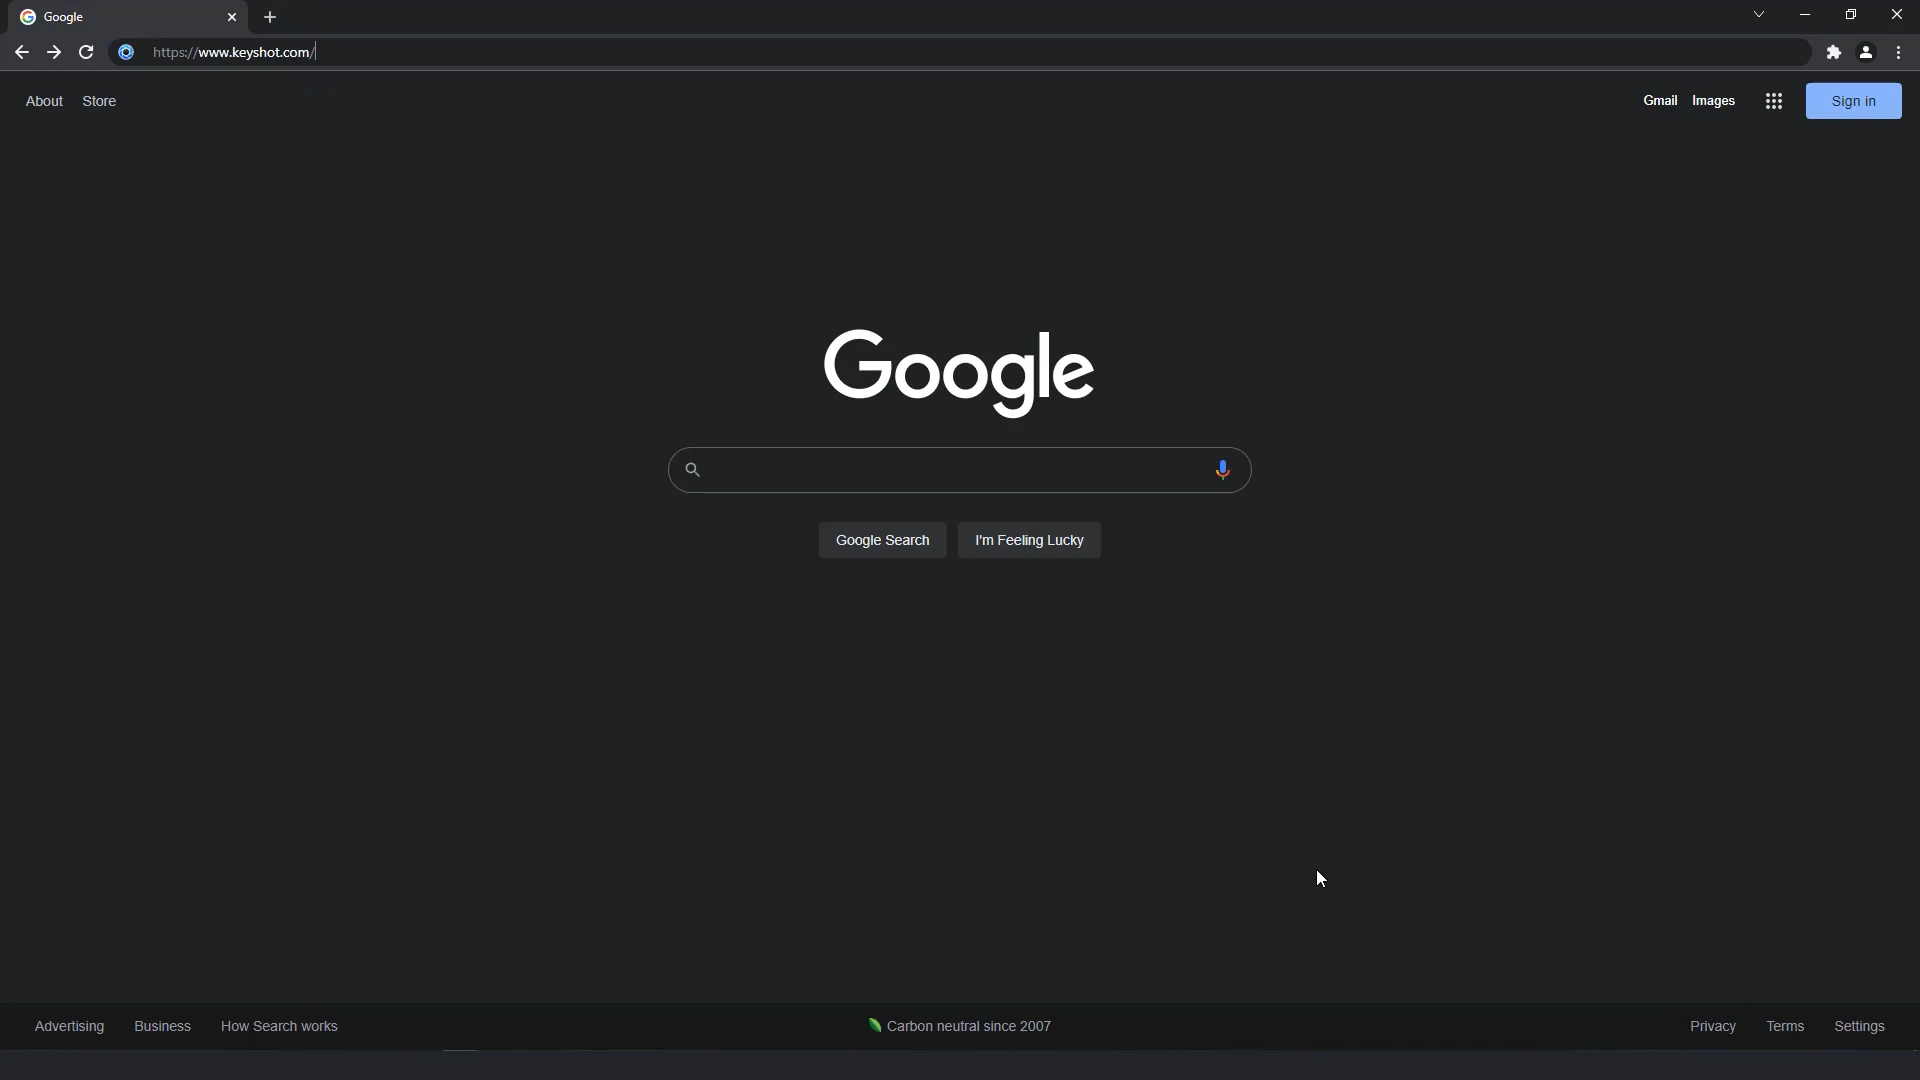 Google
https://www.keyshot.com/
About Store
Gmail Images Sign in
Google
Google Search I'm Feeling Lucky
Advertising Business How Search works
Carbon neutral since 2007
Privacy Terms Settings